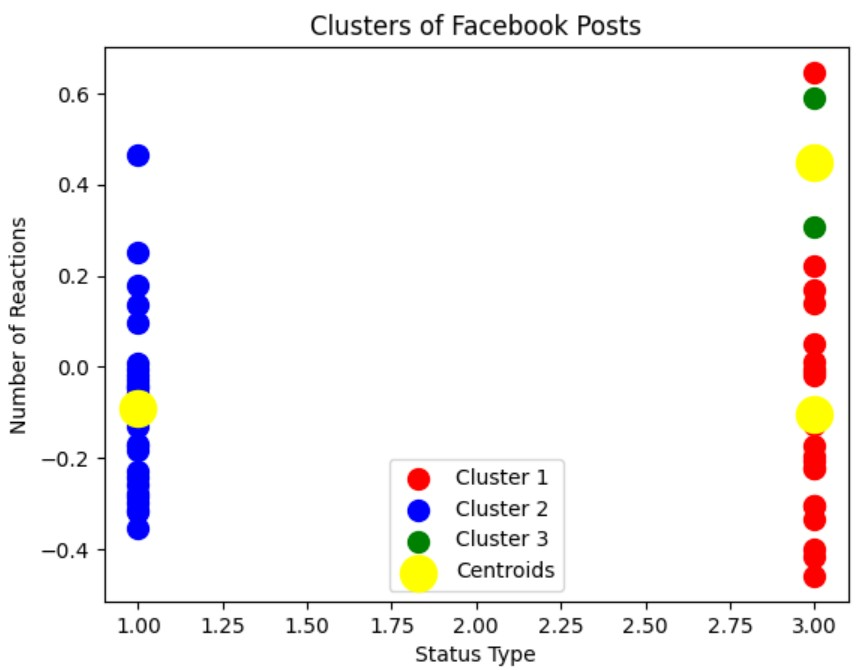 Clusters of Facebook Posts
Number of Reactions
0.6
0.4
0.2
0.0
−0.2
−0.4
Cluster 1
Cluster 2
Cluster 3
Centroids
1.00 1.25 1.50 1.75 2.00 2.25 2.50 2.75 3.00
Status Type